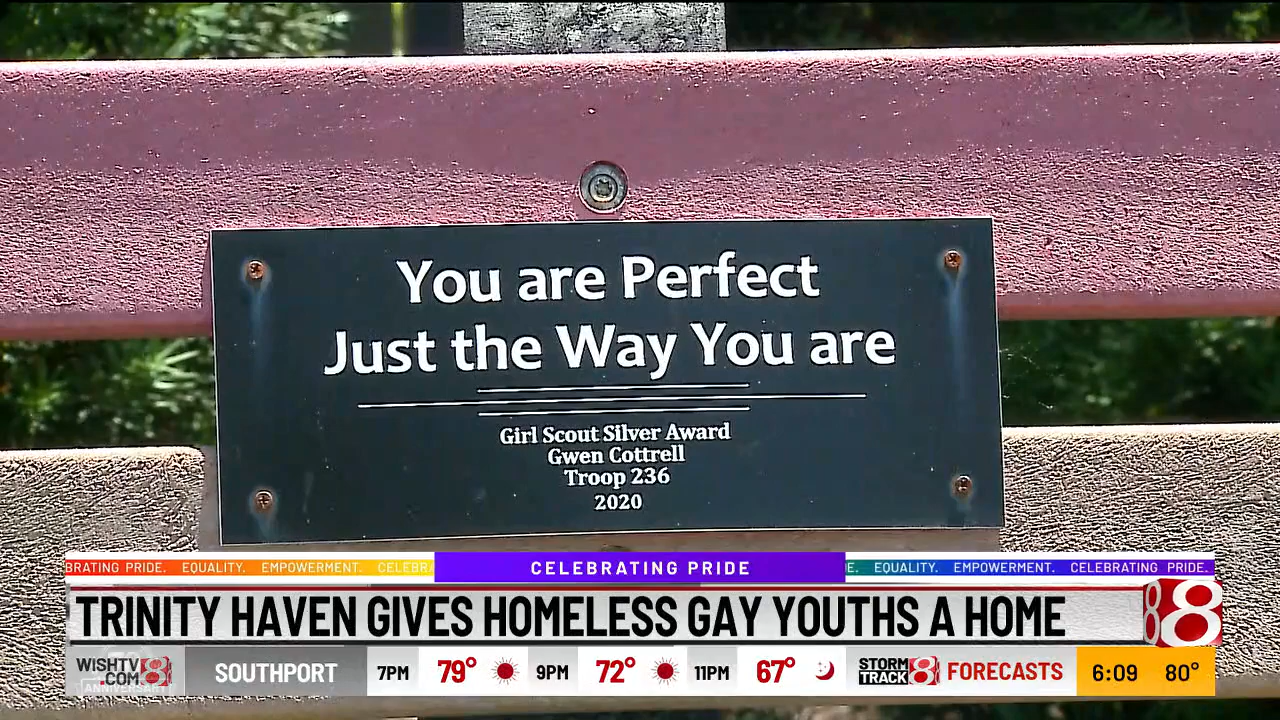 You are Perfect
Just the Way You are
Girl Scout Silver Award
Gwen Cottrell
Troop 236
2020
BRATING PRIDE. EQUALITY. EMPOWERMENT. CELEBRA
CELEBRATING PRIDE
E. EQUALITY. EMPOWERMENT. CELEBRATING PRIDE.
TRINITY HAVEN GIVES HOMELESS GAY YOUTHS A HOME
8
WISHTV
.COM 8
ANNIVERSARY
SOUTHPORT
7PM 79° 9PM 72° 11PM 67°
STORM
TRACK 8
FORECASTS
6:09 80°